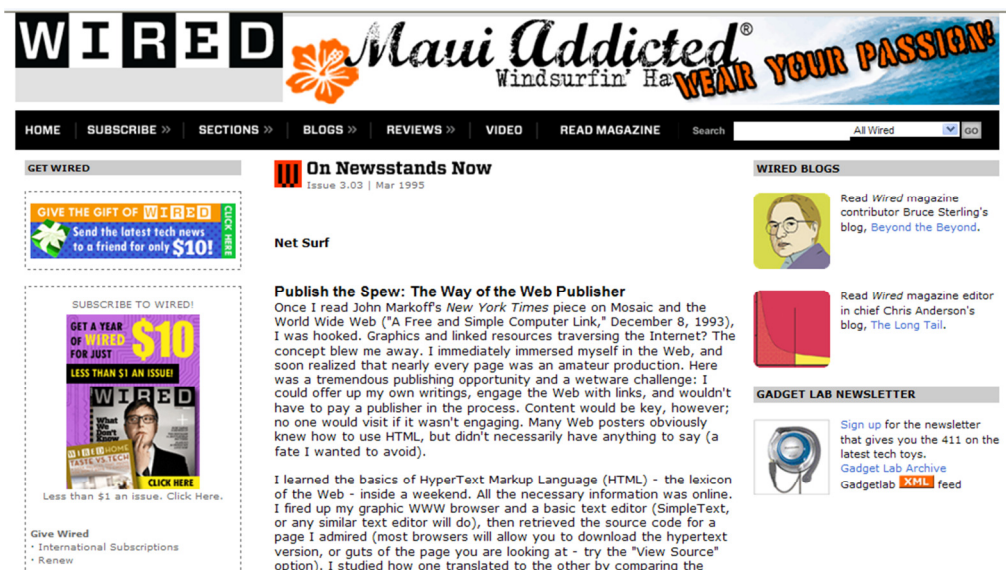 WIRED
Maui Addicted®
Windsurfin' Ha
WEAR YOUR PASSION!
HOME SUBSCRIBE » SECTIONS » BLOGS » REVIEWS » VIDEO READ MAGAZINE Search All Wired GO
GET WIRED
GIVE THE GIFT OF WIRED
Send the latest tech news
to a friend for only $10!
CLICK HERE
SUBSCRIBE TO WIRED!
GET A YEAR
OF WIRED
FOR JUST
$10
LESS THAN $1 AN ISSUE!
WIRED
What
We
Don't
Know
WIRED HOME
TASTE VS. TECH
CLICK HERE
Less than $1 an issue. Click Here.
Give Wired
· International Subscriptions
· Renew
On Newsstands Now
Issue 3.03 | Mar 1995
Net Surf
Publish the Spew: The Way of the Web Publisher
Once I read John Markoff's New York Times piece on Mosaic and the
World Wide Web ("A Free and Simple Computer Link," December 8, 1993),
I was hooked. Graphics and linked resources traversing the Internet? The
concept blew me away. I immediately immersed myself in the Web, and
soon realized that nearly every page was an amateur production. Here
was a tremendous publishing opportunity and a wetware challenge: I
could offer up my own writings, engage the Web with links, and wouldn't
have to pay a publisher in the process. Content would be key, however;
no one would visit if it wasn't engaging. Many Web posters obviously
knew how to use HTML, but didn't necessarily have anything to say (a
fate I wanted to avoid).
I learned the basics of HyperText Markup Language (HTML) - the lexicon
of the Web - inside a weekend. All the necessary information was online.
I fired up my graphic WWW browser and a basic text editor (SimpleText,
or any similar text editor will do), then retrieved the source code for a
page I admired (most browsers will allow you to download the hypertext
version, or guts of the page you are looking at - try the "View Source"
option). I studied how one translated to the other by comparing the
WIRED BLOGS
Read Wired magazine
contributor Bruce Sterling's
blog, Beyond the Beyond.
Read Wired magazine editor
in chief Chris Anderson's
blog, The Long Tail.
GADGET LAB NEWSLETTER
Sign up for the newsletter
that gives you the 411 on the
latest tech toys.
Gadget Lab Archive
Gadgetlab XML feed